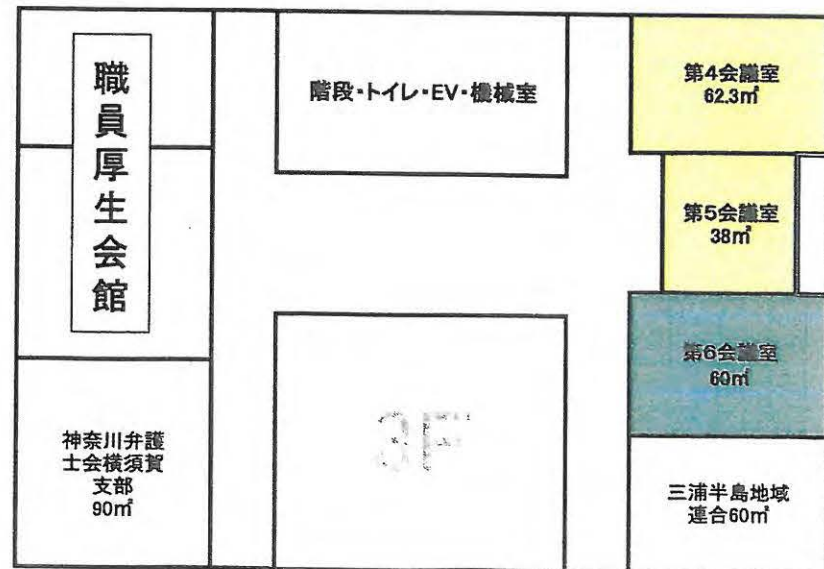 職員厚生会館
階段・トイレ・EV・機械室
第4会議室
62.3㎡
第5会議室
38㎡
第6会議室
60㎡
3F
神奈川弁護
士会横須賀
支部
90㎡
三浦半島地域
連合60㎡